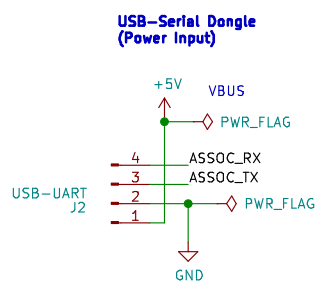 USB-Serial Dongle
(Power Input)
+5V
VBUS
PWR_FLAG
4
ASSOC_RX
3
ASSOC_TX
USB-UART
J2
2
PWR_FLAG
1
GND